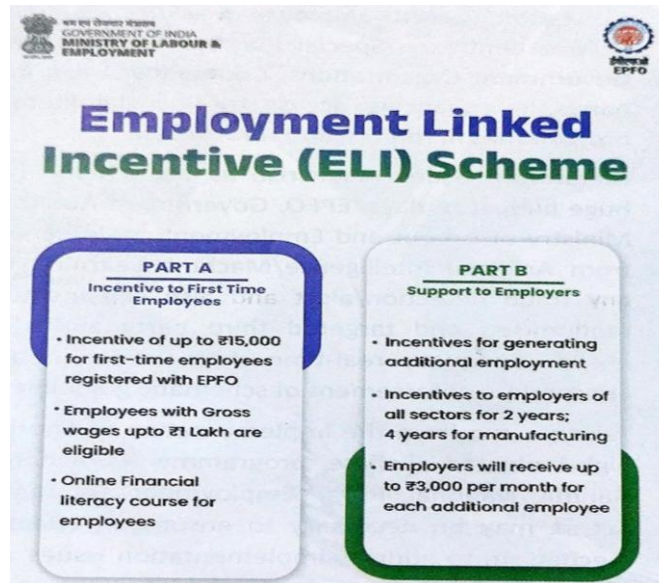 GOVERNMENT OF INDIA
MINISTRY OF LABOUR &
EMPLOYMENT
EPFO
Employment Linked
Incentive (ELI) Scheme
PART A
Incentive to First Time
Employees
• Incentive of up to ₹15,000
for first-time employees
registered with EPFO
• Employees with Gross
wages upto ₹1 Lakh are
eligible
• Online Financial
literacy course for
employees
PART B
Support to Employers
• Incentives for generating
additional employment
• Incentives to employers of
all sectors for 2 years;
4 years for manufacturing
• Employers will receive up
to ₹3,000 per month for
each additional employee